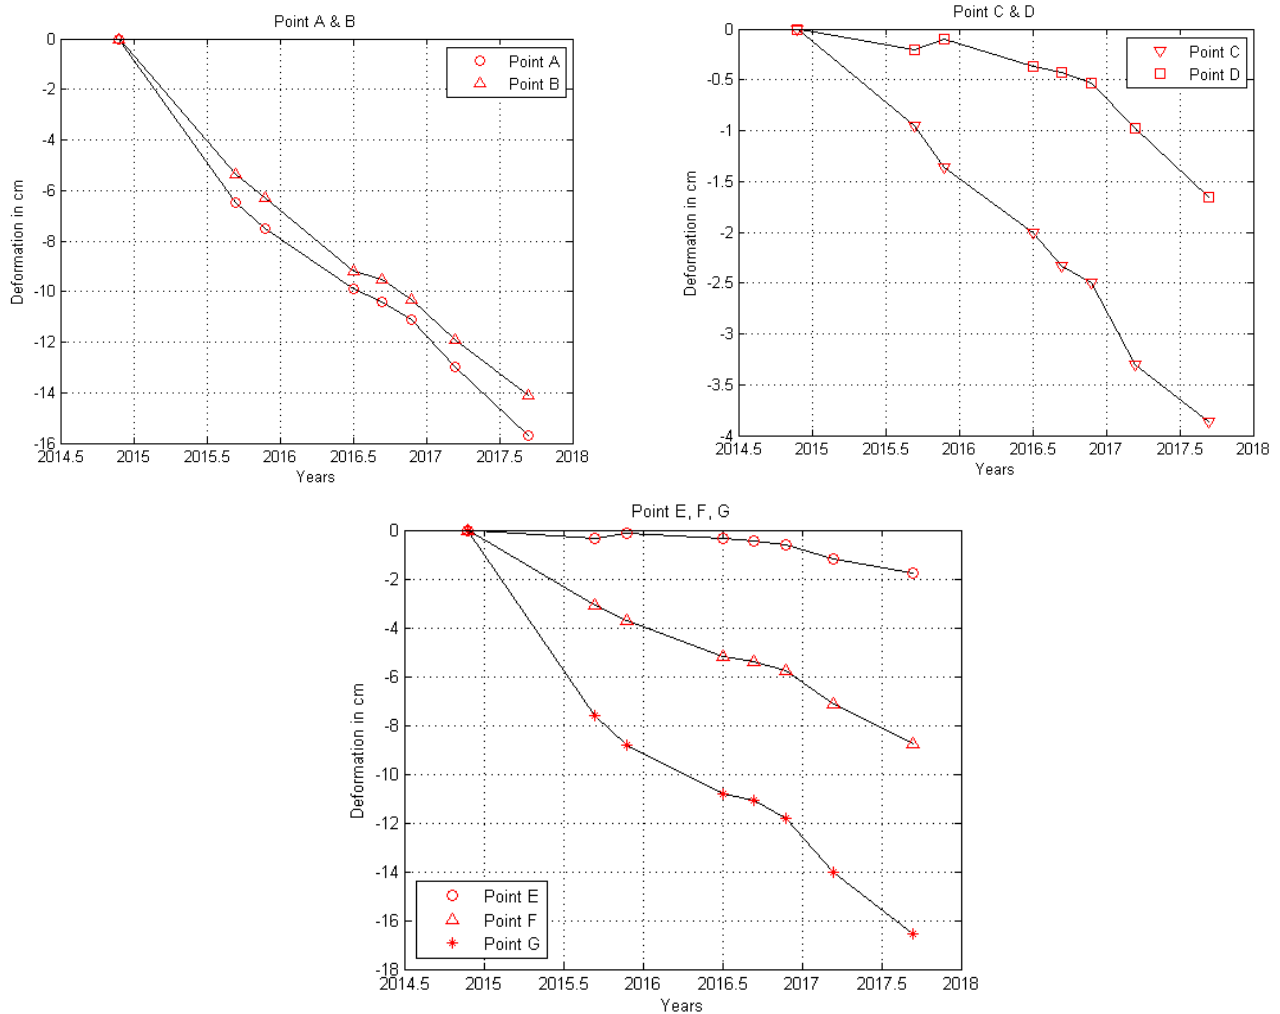 Point A & B
0
-2
-4
-6
-8
-10
-12
-14
-16
2014.5 2015 2015.5 2016 2016.5 2017 2017.5 2018
Years
Deformation in cm
Point A
Point B
Point C & D
0
-0.5
-1
-1.5
-2
-2.5
-3
-3.5
-4
2014.5 2015 2015.5 2016 2016.5 2017 2017.5 2018
Years
Deformation in cm
Point C
Point D
Point E, F, G
0
-2
-4
-6
-8
-10
-12
-14
-16
-18
2014.5 2015 2015.5 2016 2016.5 2017 2017.5 2018
Years
Deformation in cm
Point E
Point F
Point G